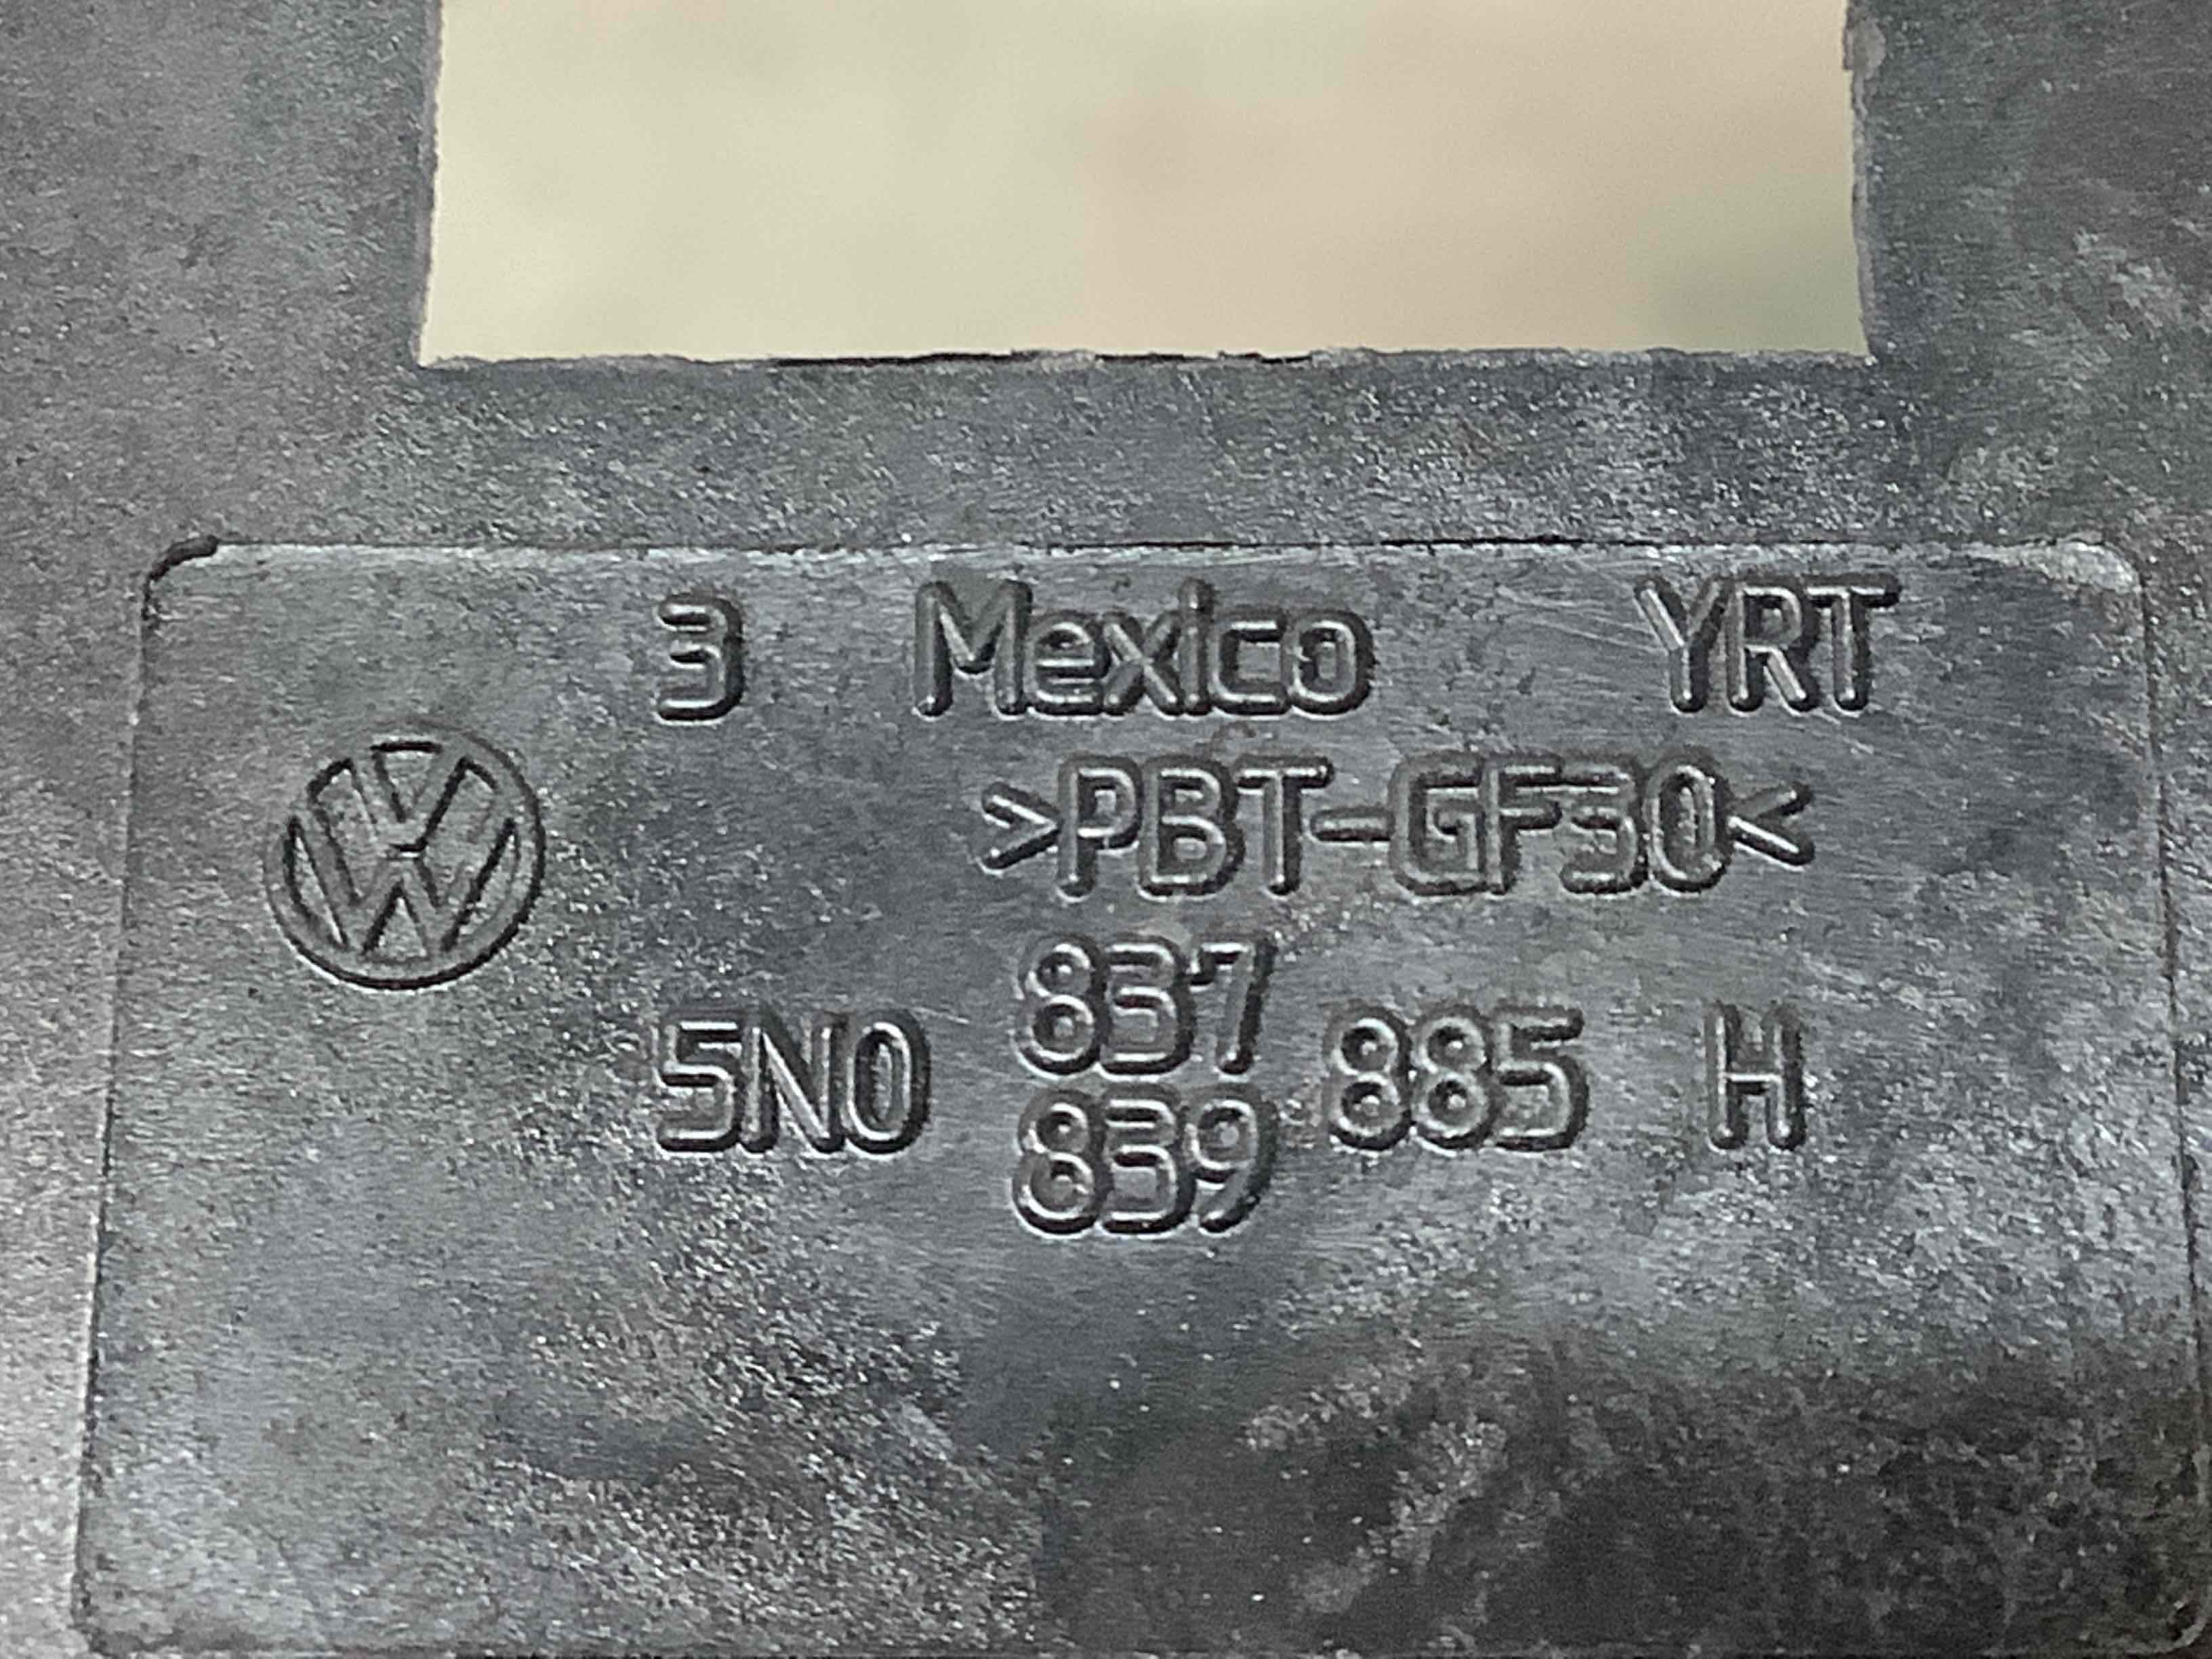 3 Mexico YRT
>PBT-GF30<
837
5N0 885 H
839